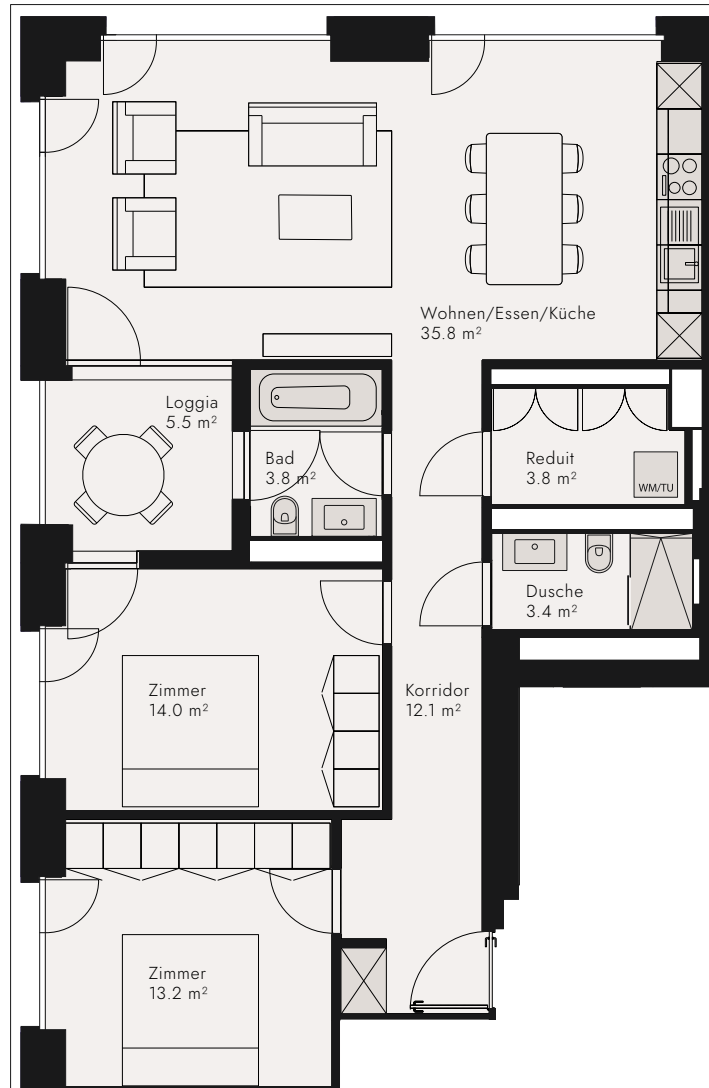 Wohnen/Essen/Küche
35.8 m²
Loggia
5.5 m²
Bad
3.8 m²
Reduit
3.8 m²
WM/TU
Dusche
3.4 m²
Zimmer
14.0 m²
Korridor
12.1 m²
Zimmer
13.2 m²